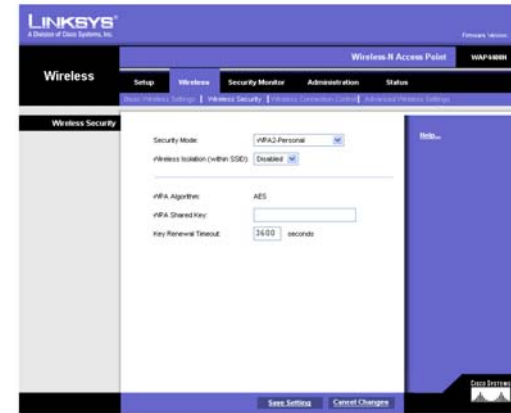 LINKSYS®
A Division of Cisco Systems, Inc.
Firmware Version:
Wireless-N Access Point
WAP4400N
Wireless
Setup
Wireless
Security Monitor
Administration
Status
Basic Wireless Settings | Wireless Security | Wireless Connection Control | Advanced Wireless Settings
Wireless Security
Security Mode: WPA2-Personal
Wireless Isolation (within SSID): Disabled
Help...
WPA Algorithm: AES
WPA Shared Key:
Key Renewal Timeout: 3600 seconds
Save Setting
Cancel Changes
CISCO SYSTEMS